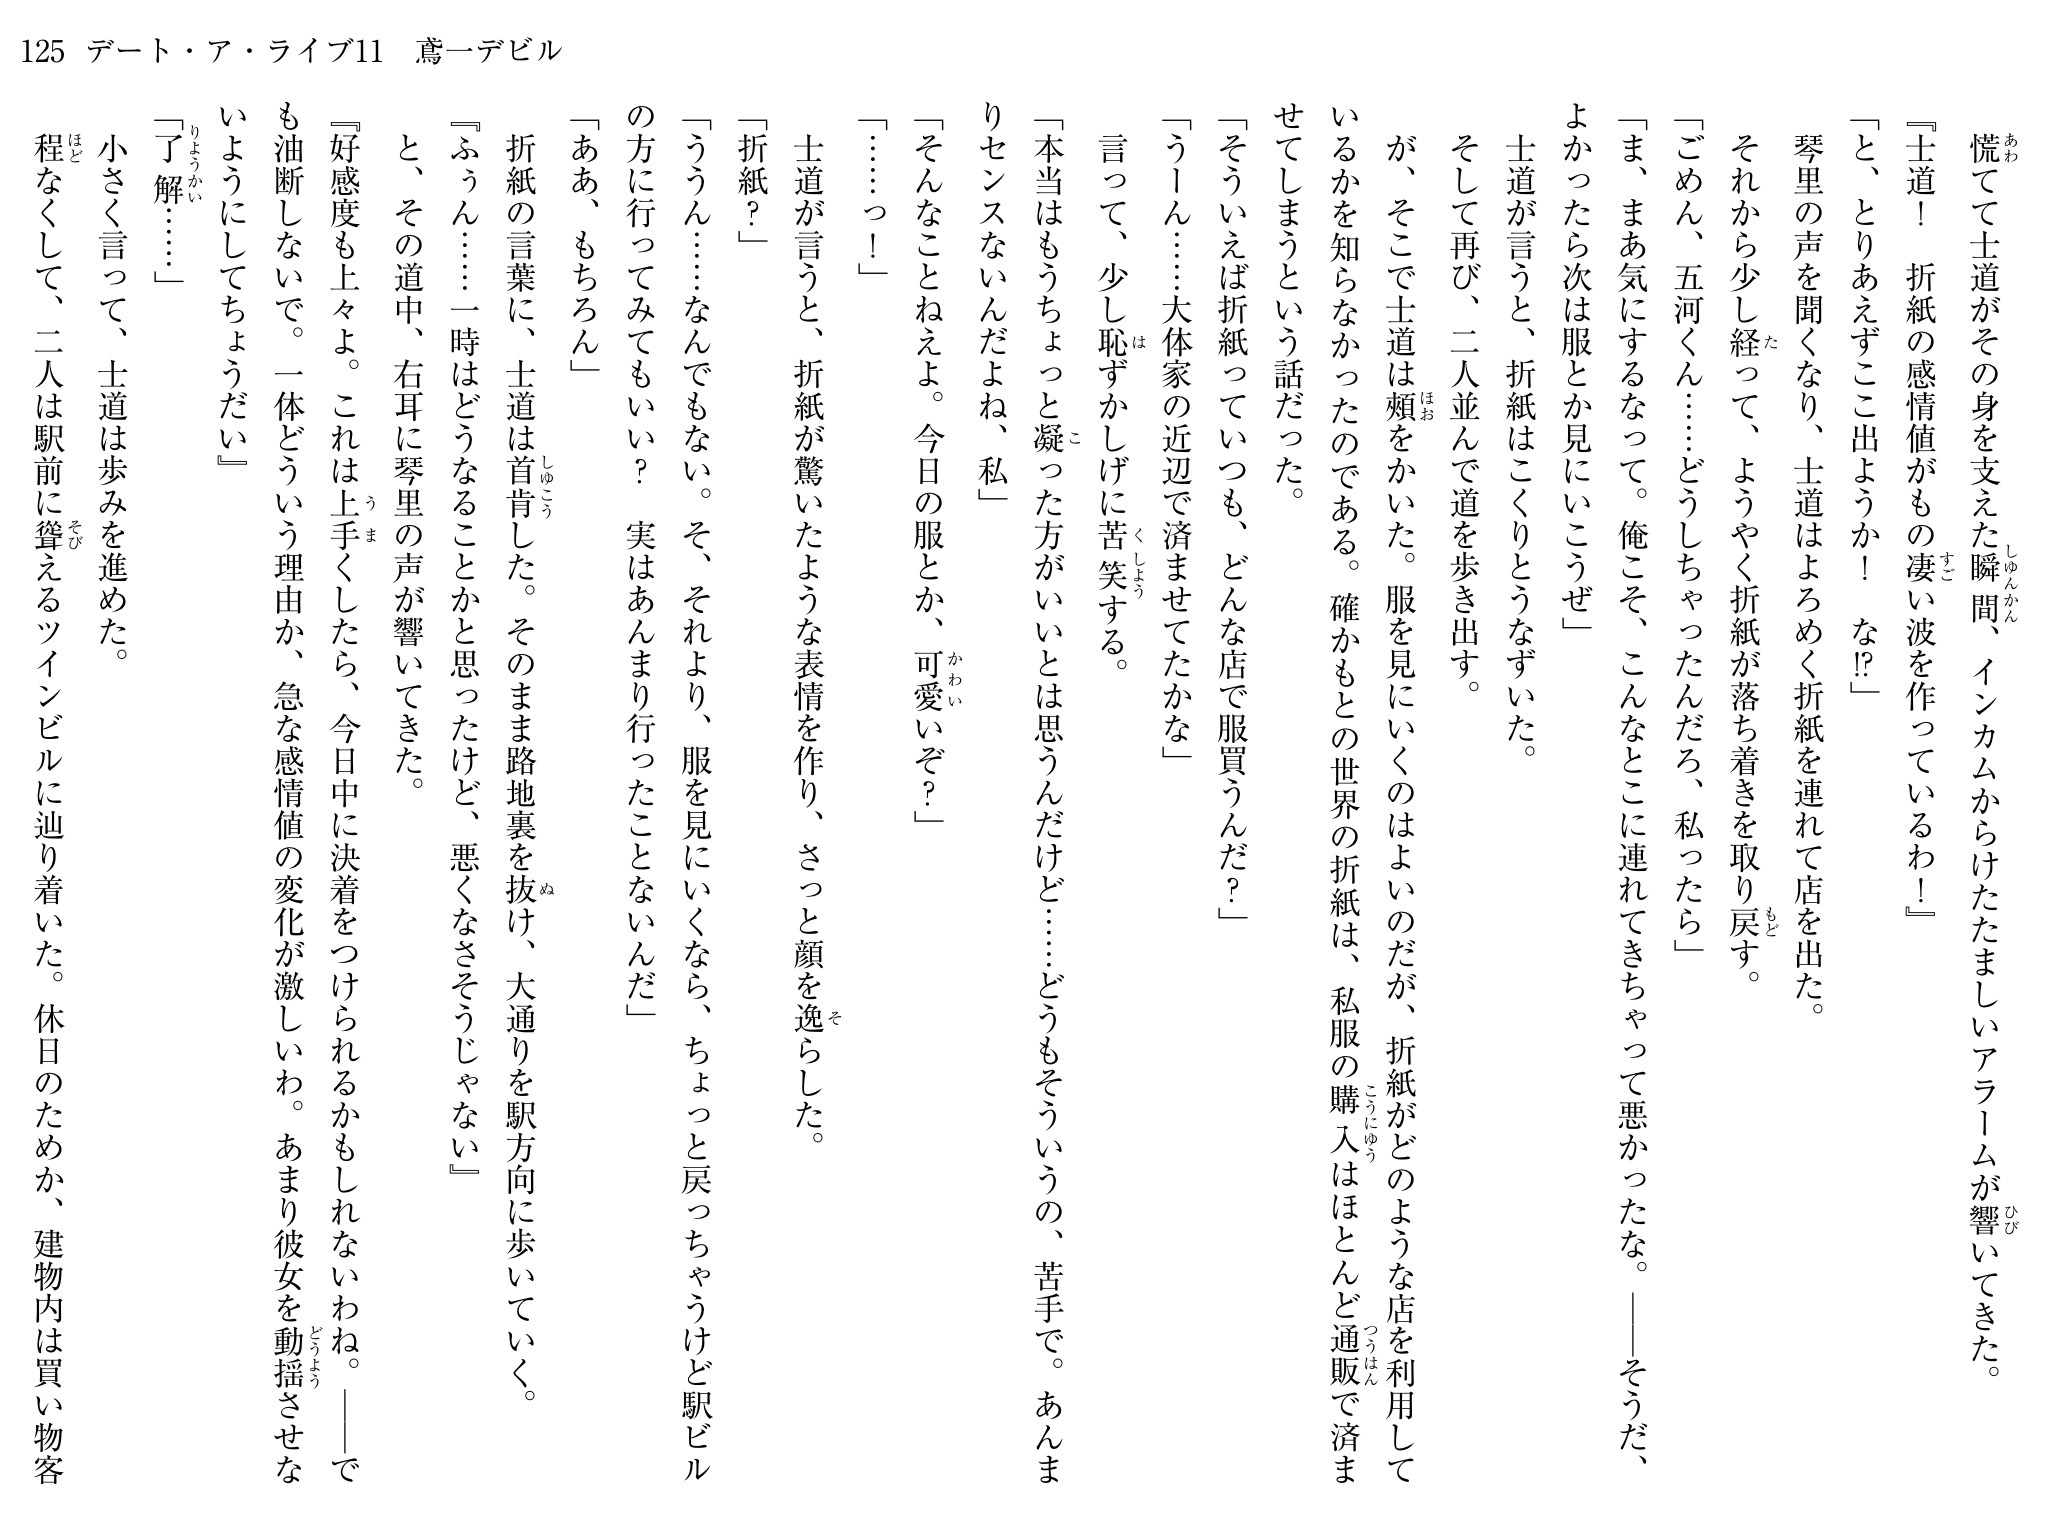 125 デート・ア・ライブ11　鳶一デビル
　慌てて士道がその身を支えた瞬間、インカムからけたたましいアラームが響いてきた。
『士道！　折紙の感情値がもの凄い波を作っているわ！』
「と、とりあえずここ出ようか！　な!?」
　琴里の声を聞くなり、士道はよろめく折紙を連れて店を出た。
　それから少し経って、ようやく折紙が落ち着きを取り戻す。
「ごめん、五河くん……どうしちゃったんだろ、私ったら」
「ま、まあ気にするなって。俺こそ、こんなとこに連れてきちゃって悪かったな。――そうだ、
よかったら次は服とか見にいこうぜ」
　士道が言うと、折紙はこくりとうなずいた。
　そして再び、二人並んで道を歩き出す。
　が、そこで士道は頰をかいた。服を見にいくのはよいのだが、折紙がどのような店を利用して
いるかを知らなかったのである。確かもとの世界の折紙は、私服の購入はほとんど通販で済ま
せてしまうという話だった。
「そういえば折紙っていつも、どんな店で服買うんだ？」
「うーん……大体家の近辺で済ませてたかな」
　言って、少し恥ずかしげに苦笑する。
「本当はもうちょっと凝った方がいいとは思うんだけど……どうもそういうの、苦手で。あんま
りセンスないんだよね、私」
「そんなことねえよ。今日の服とか、可愛いぞ？」
「……っ！」
　士道が言うと、折紙が驚いたような表情を作り、さっと顔を逸らした。
「折紙？」
「ううん……なんでもない。そ、それより、服を見にいくなら、ちょっと戻っちゃうけど駅ビル
の方に行ってみてもいい？　実はあんまり行ったことないんだ」
「ああ、もちろん」
　折紙の言葉に、士道は首肯した。そのまま路地裏を抜け、大通りを駅方向に歩いていく。
『ふぅん……一時はどうなることかと思ったけど、悪くなさそうじゃない』
　と、その道中、右耳に琴里の声が響いてきた。
『好感度も上々よ。これは上手くしたら、今日中に決着をつけられるかもしれないわね。――で
も油断しないで。一体どういう理由か、急な感情値の変化が激しいわ。あまり彼女を動揺させな
いようにしてちょうだい』
「了解……」
　小さく言って、士道は歩みを進めた。
　程なくして、二人は駅前に聳えるツインビルに辿り着いた。休日のためか、建物内は買い物客